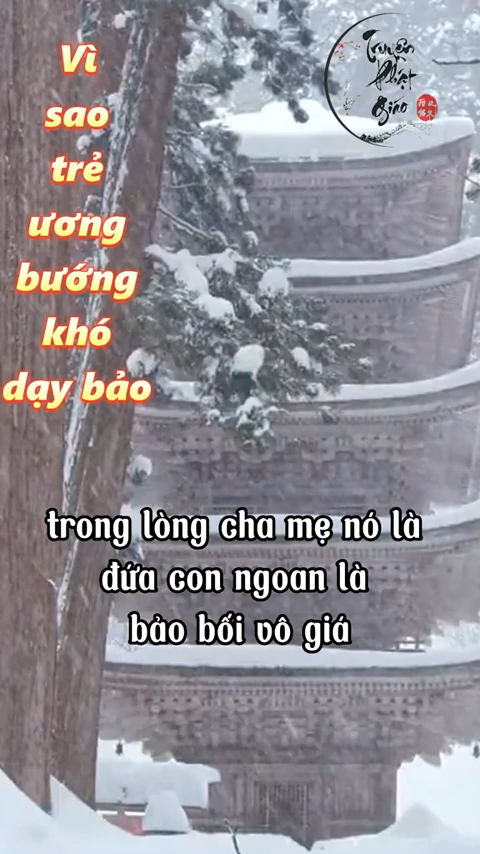 Vì
sao
trẻ
ương
bướng
khó
dạy bảo
Truyện
Phật
Giáo
trong lòng cha mẹ nó là
đứa con ngoan là
bảo bối vô giá